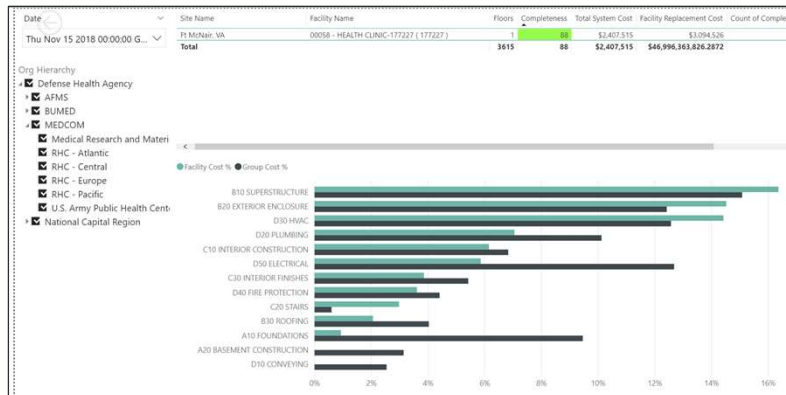 Date
Thu Nov 15 2018 00:00:00 G...
Org Hierarchy
Defense Health Agency
AFMS
BUMED
MEDCOM
Medical Research and Materi
RHC - Atlantic
RHC - Central
RHC - Europe
RHC - Pacific
U.S. Army Public Health Cent
National Capital Region
Site Name Facility Name Floors Completeness Total System Cost Facility Replacement Cost Count of Comple
Ft McNair, VA 00058 - HEALTH CLINIC-177227 ( 177227 ) 1 88 $2,407,515 $3,094,526
Total 3615 88 $2,407,515 $46,996,363,826.2872
Facility Cost % Group Cost %
B10 SUPERSTRUCTURE
B20 EXTERIOR ENCLOSURE
D30 HVAC
D20 PLUMBING
C10 INTERIOR CONSTRUCTION
D50 ELECTRICAL
C30 INTERIOR FINISHES
D40 FIRE PROTECTION
C20 STAIRS
B30 ROOFING
A10 FOUNDATIONS
A20 BASEMENT CONSTRUCTION
D10 CONVEYING
0% 2% 4% 6% 8% 10% 12% 14% 16%